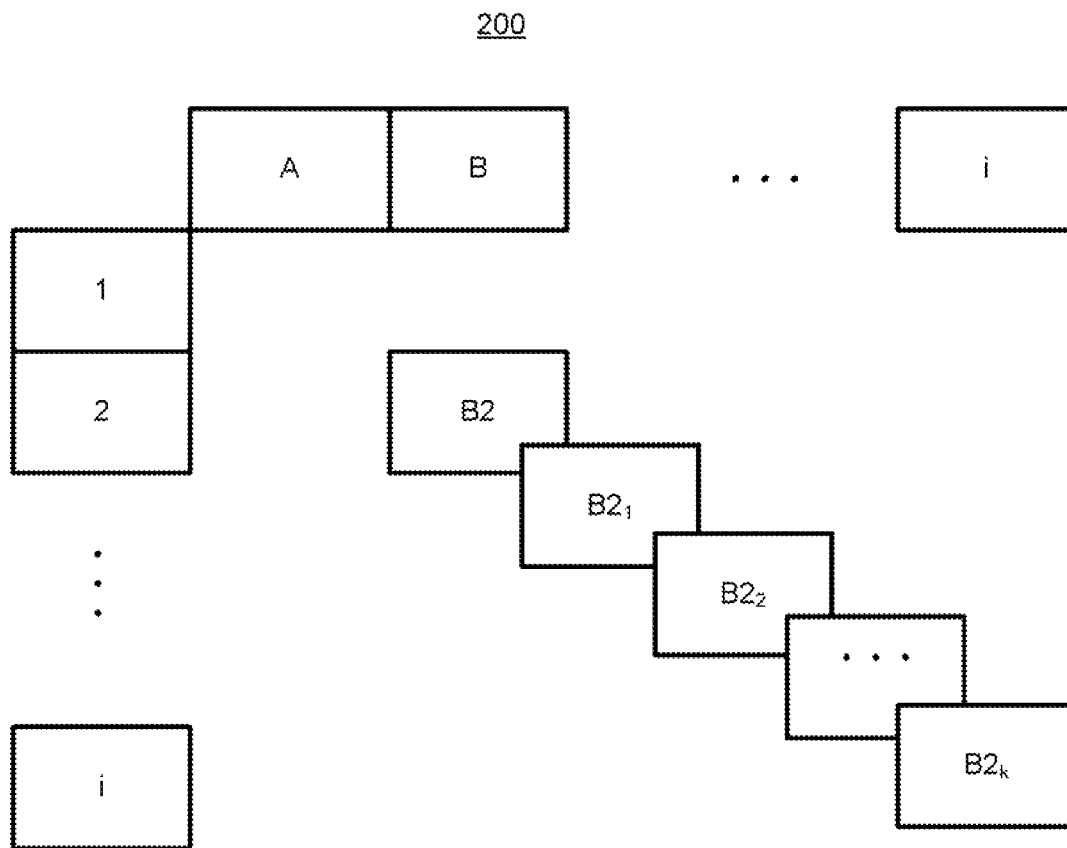 200
A B . . . i
1
2 B2
B2₁
B2₂
. . .
B2ₖ
i